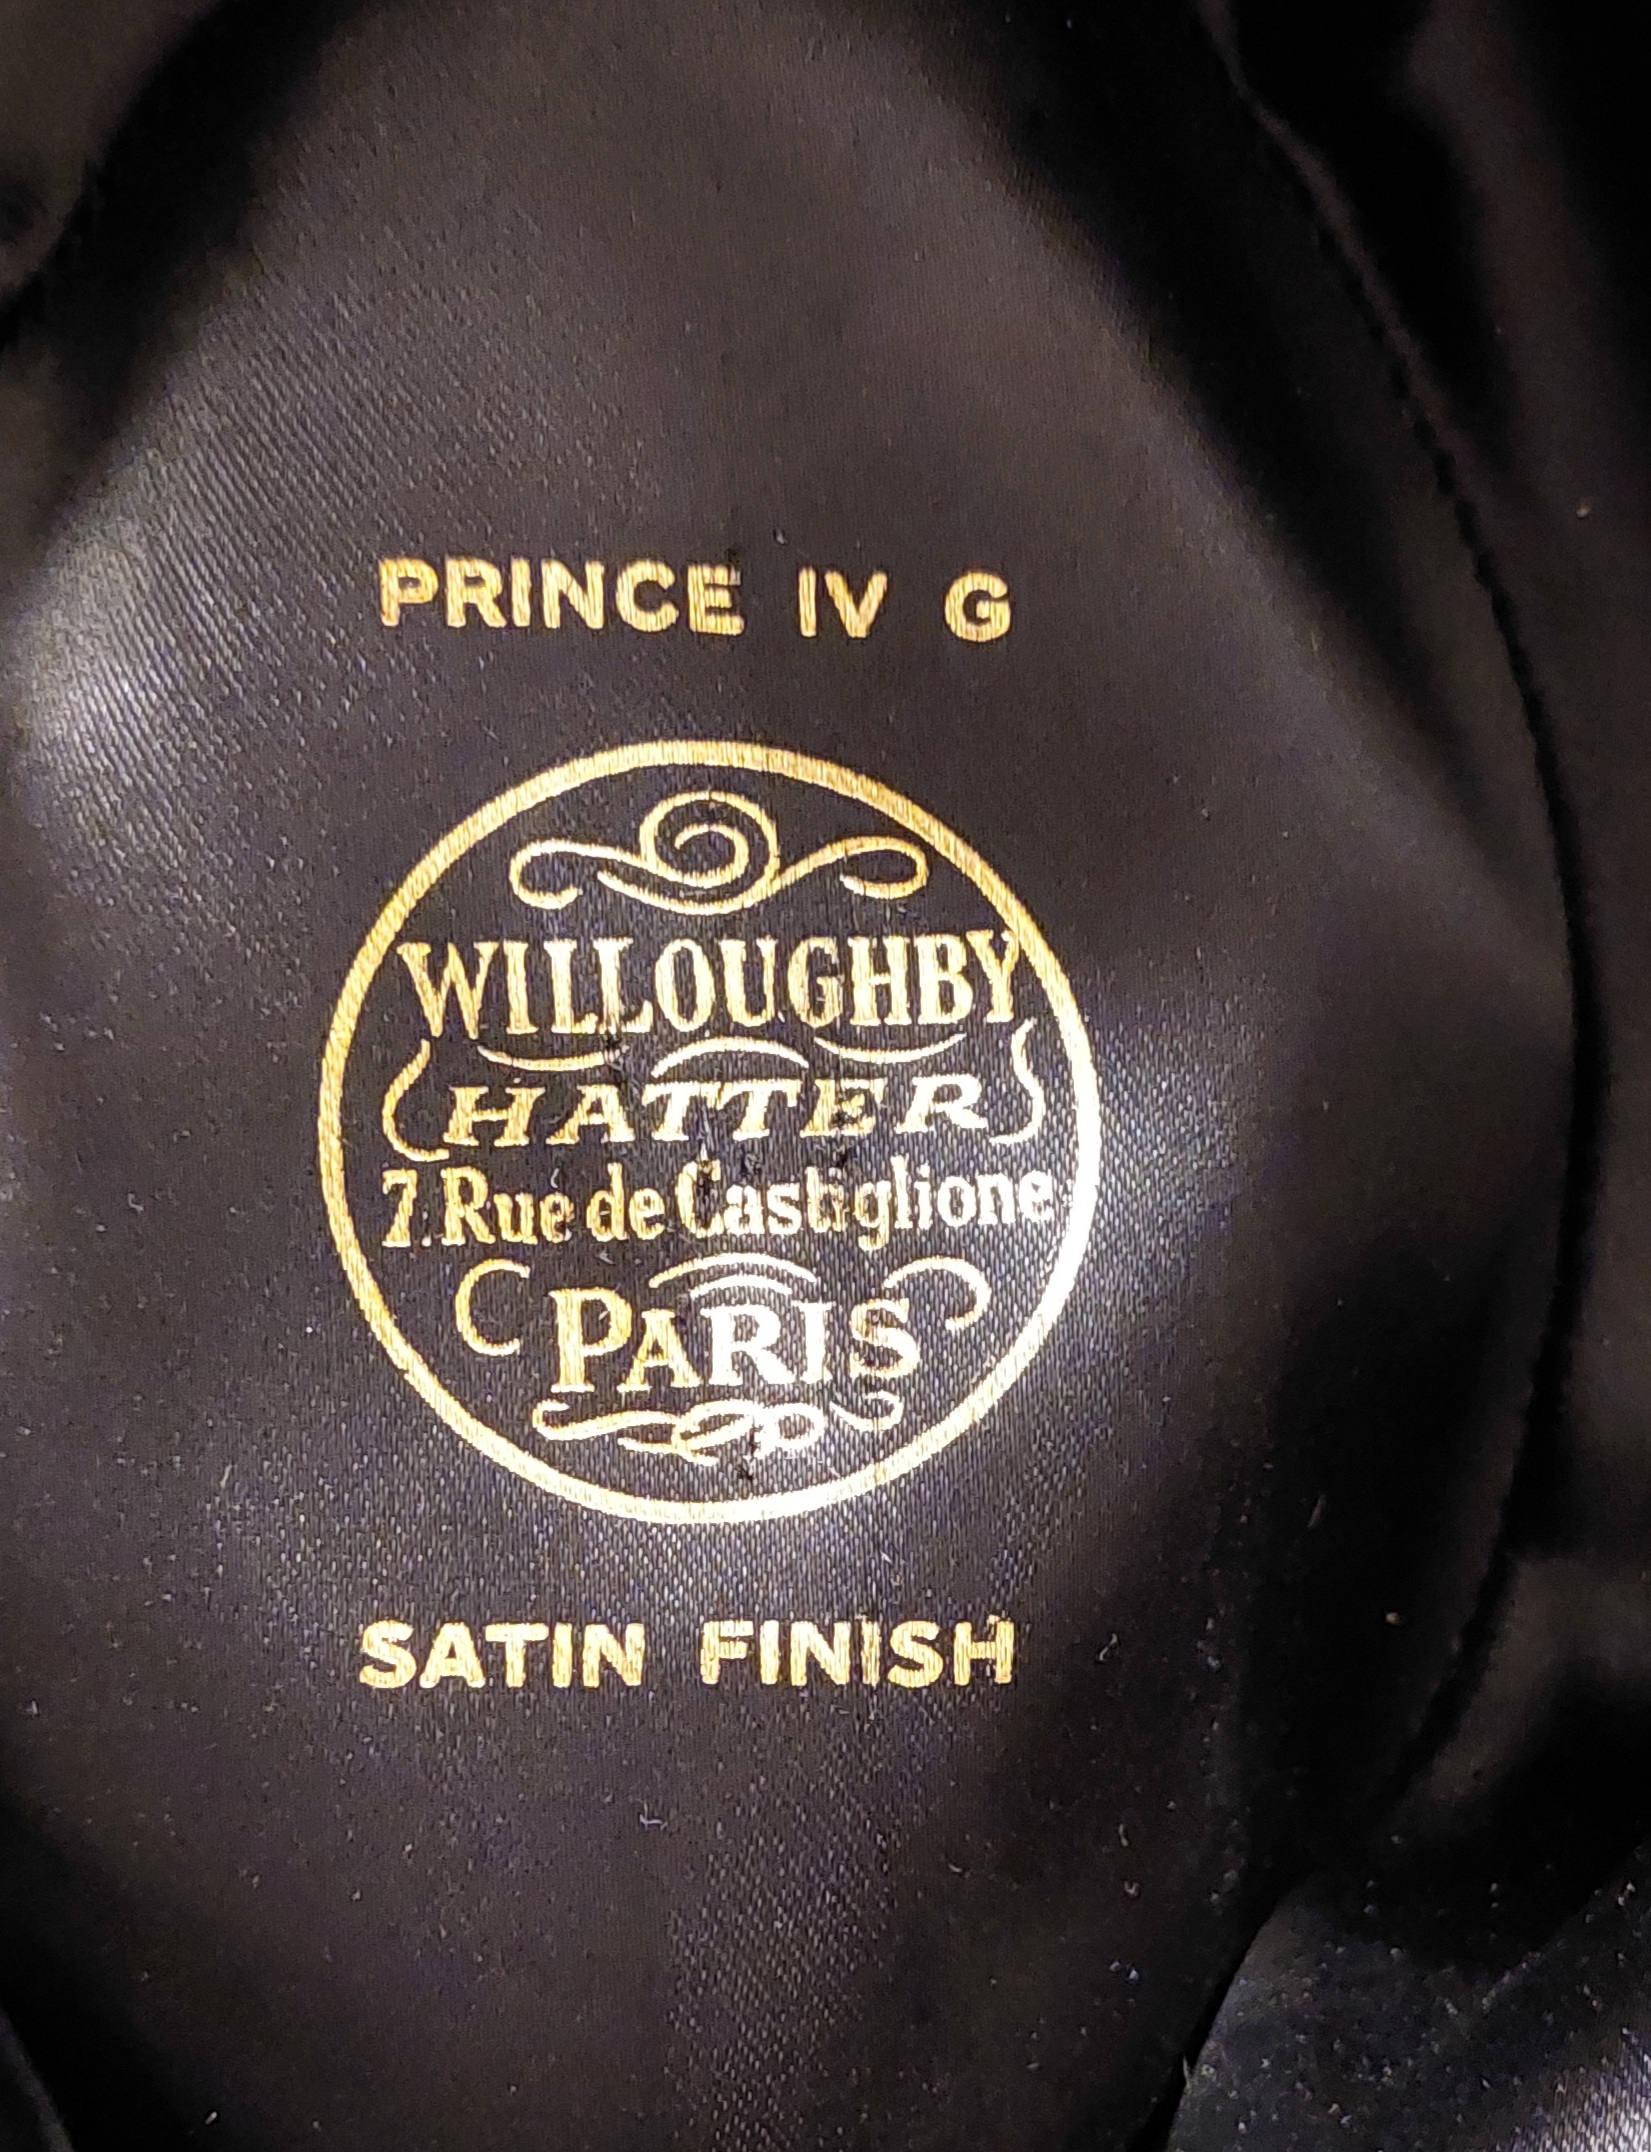 PRINCE IV G
WILLOUGHBY
HATTER
7.Rue de Castiglione
PARIS
SATIN FINISH